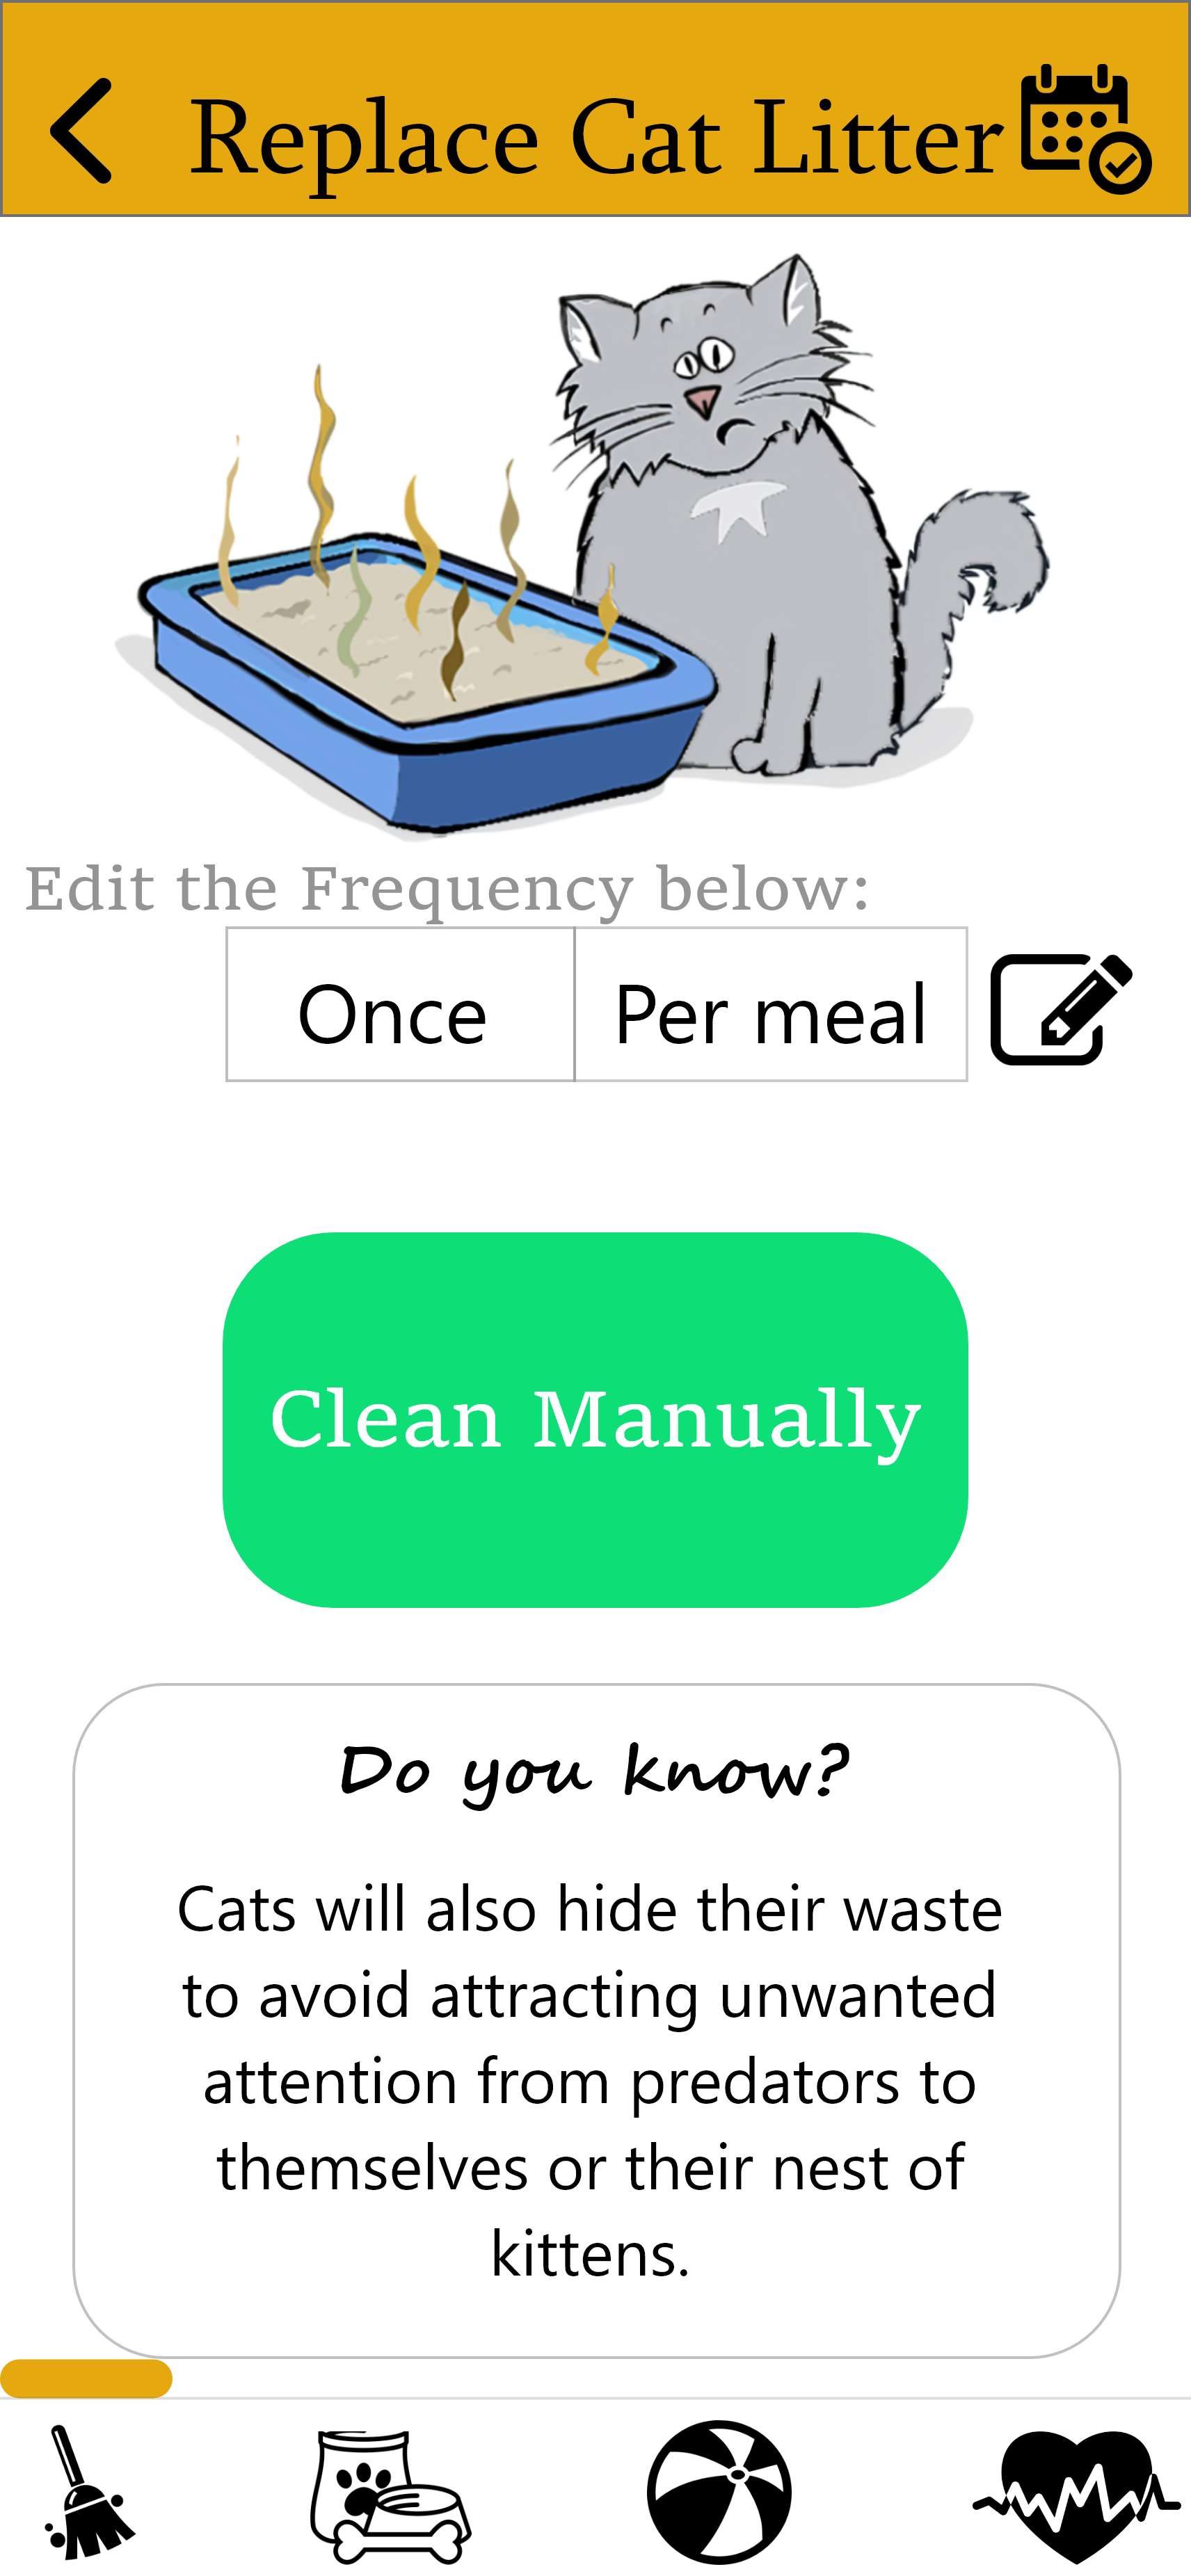 Replace Cat Litter
Edit the Frequency below:
Once Per meal
Clean Manually
Do you know?
Cats will also hide their waste
to avoid attracting unwanted
attention from predators to
themselves or their nest of
kittens.